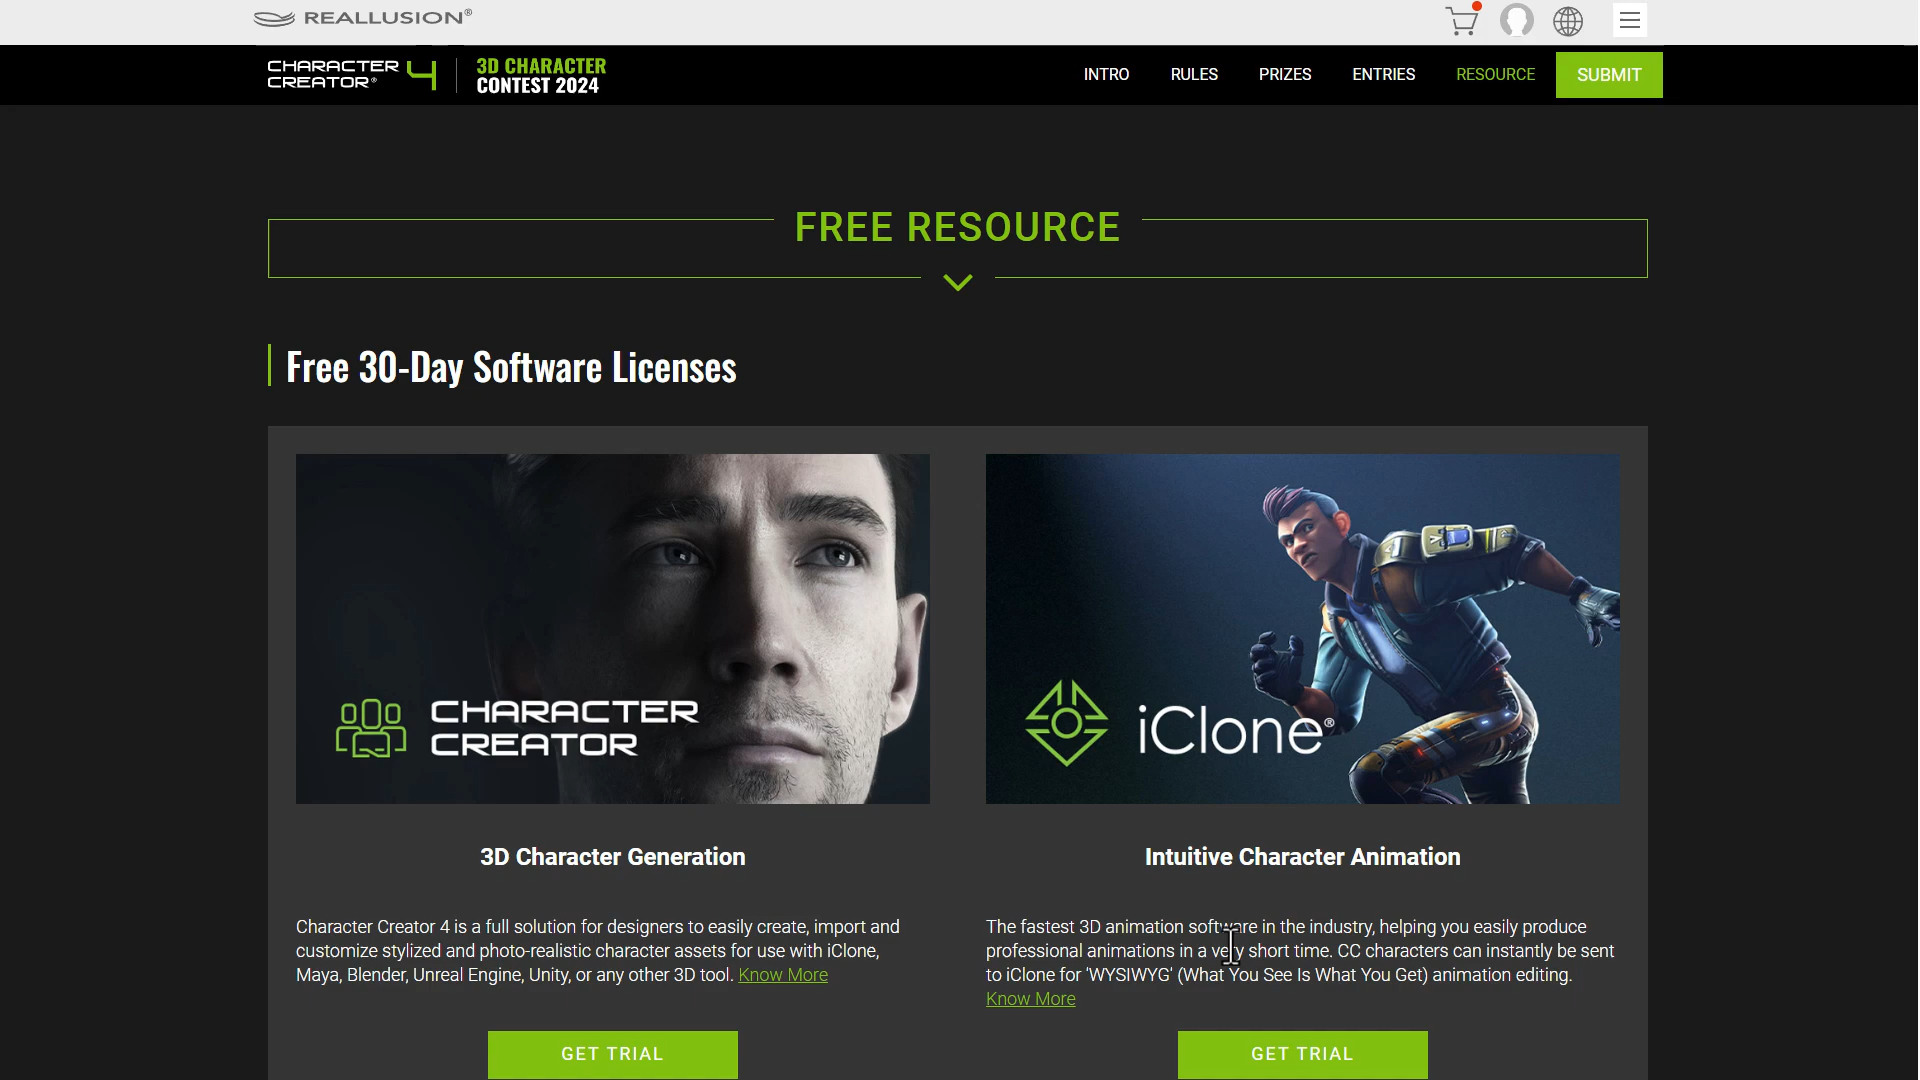 REALLUSION®
CHARACTER CREATOR® 4
3D CHARACTER
CONTEST 2024
INTRO RULES PRIZES ENTRIES RESOURCE SUBMIT
FREE RESOURCE
Free 30-Day Software Licenses
CHARACTER
CREATOR
iClone®
3D Character Generation
Character Creator 4 is a full solution for designers to easily create, import and
customize stylized and photo-realistic character assets for use with iClone,
Maya, Blender, Unreal Engine, Unity, or any other 3D tool. Know More
GET TRIAL
Intuitive Character Animation
The fastest 3D animation software in the industry, helping you easily produce
professional animations in a very short time. CC characters can instantly be sent
to iClone for 'WYSIWYG' (What You See Is What You Get) animation editing.
Know More
GET TRIAL